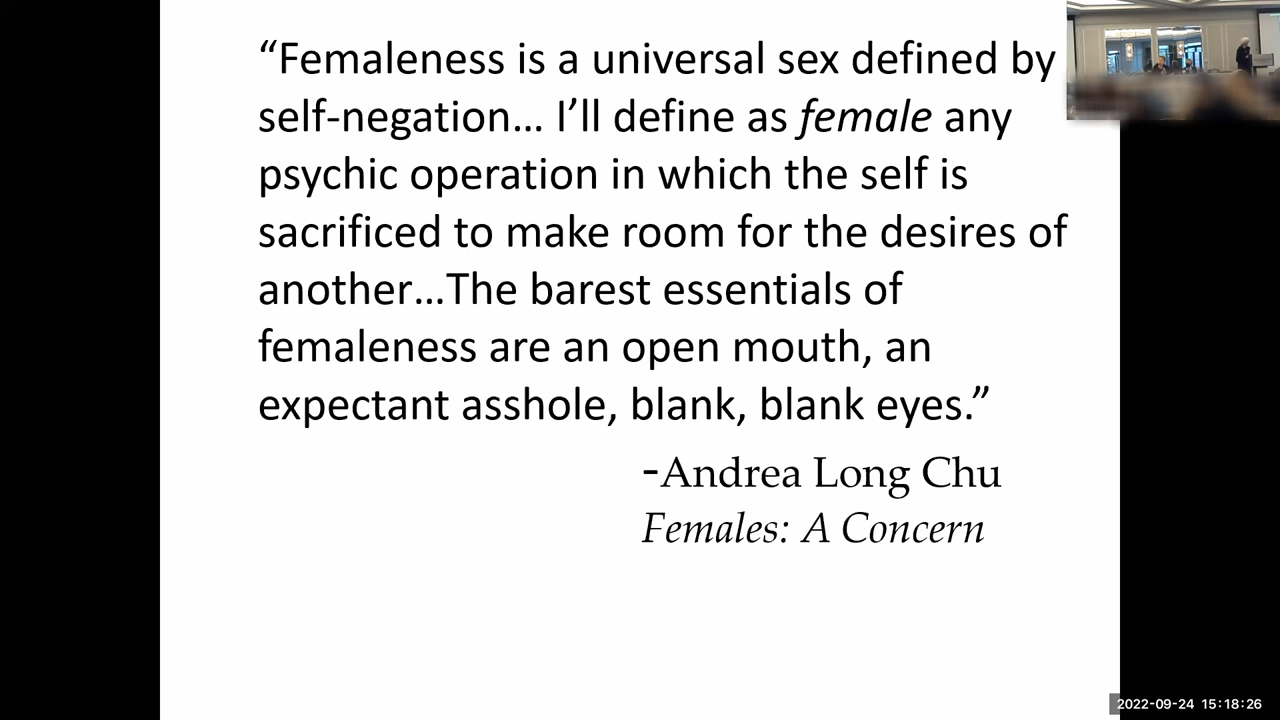 “Femaleness is a universal sex defined by
self-negation… I’ll define as female any
psychic operation in which the self is
sacrificed to make room for the desires of
another…The barest essentials of
femaleness are an open mouth, an
expectant asshole, blank, blank eyes.”
-Andrea Long Chu
Females: A Concern
2022-09-24 15:18:26